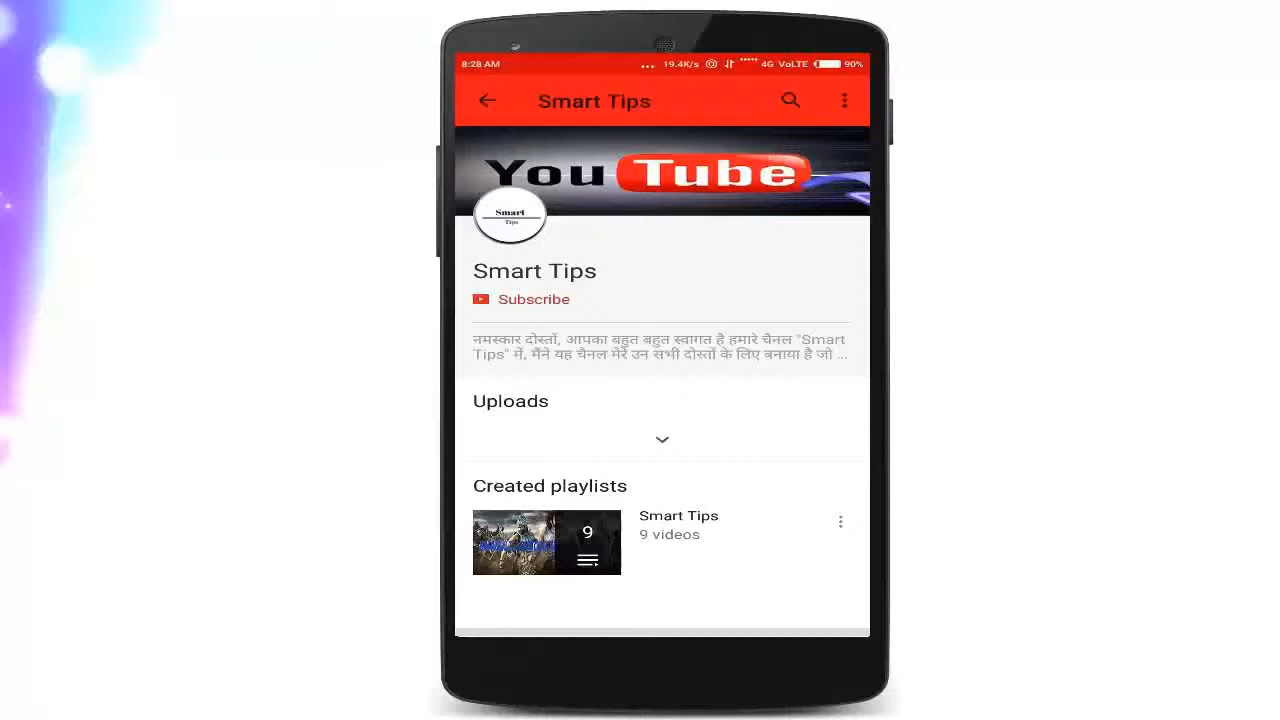 8:28 AM ... 19.4K/s 4G VoLTE 90%
Smart Tips
YouTube
Smart
Tips
Smart Tips
Subscribe
नमस्कार दोस्तों, आपका बहुत बहुत स्वागत है हमारे चैनल "Smart
Tips" में, मैंने यह चैनल मेरे उन सभी दोस्तों के लिए बनाया है जो ...
Uploads
Created playlists
9
Smart Tips
9 videos